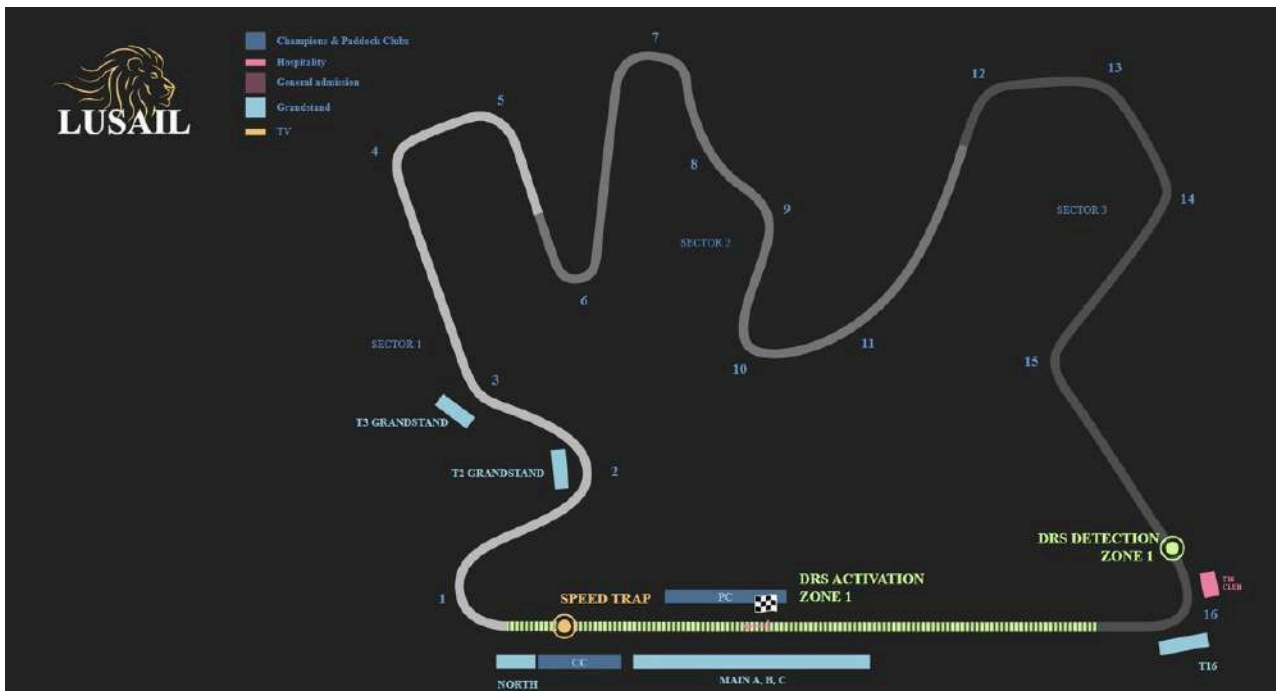 LUSAIL
Champions & Paddock Clubs
Hospitality
General admission
Grandstand
TV
7
12
13
5
4
8
9
14
SECTOR 3
SECTOR 2
6
SECTOR 1
11
10
15
3
T3 GRANDSTAND
T2 GRANDSTAND
2
DRS DETECTION
ZONE 1
DRS ACTIVATION
ZONE 1
T16
CLUB
1
SPEED TRAP
PC
16
CC
T16
NORTH
MAIN A, B, C